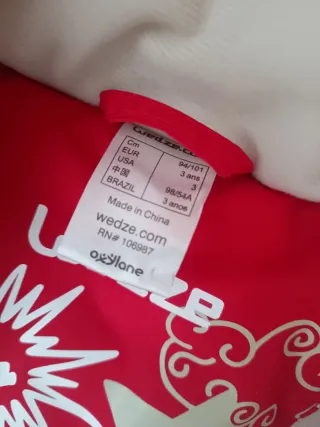 wedze
Cm 94/101
EUR 3 ans
USA 3
中国 98/54A
BRAZIL 3 anos
Made in China
wedze.com
RN# 106987
oxylane